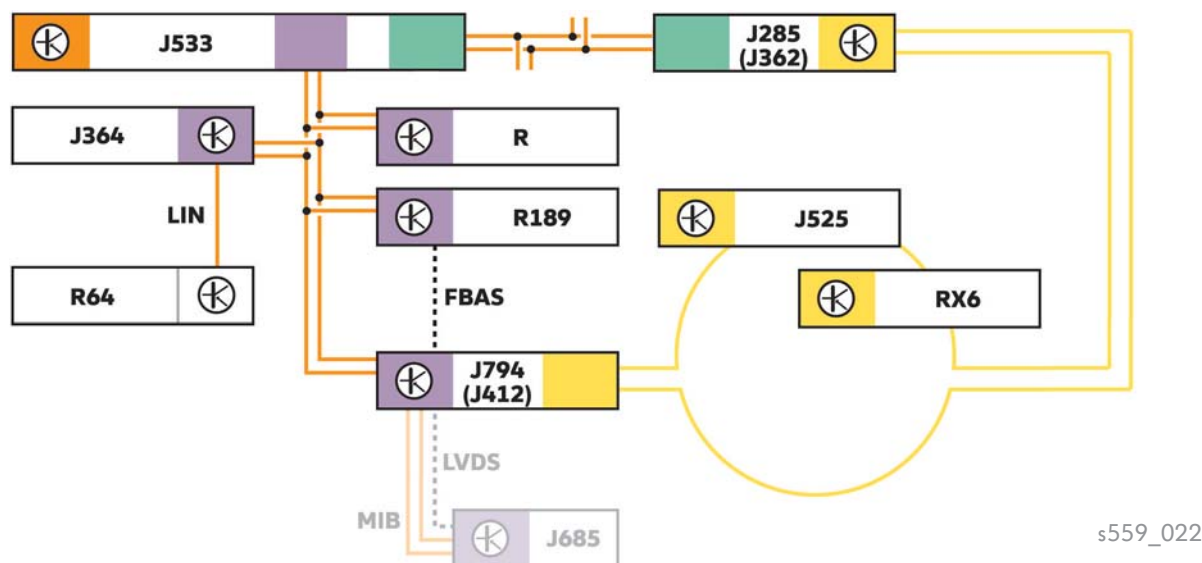 J533
J285
(J362)
J364
R
LIN
R189
J525
R64
FBAS
RX6
J794
(J412)
LVDS
MIB
J685
s559_022